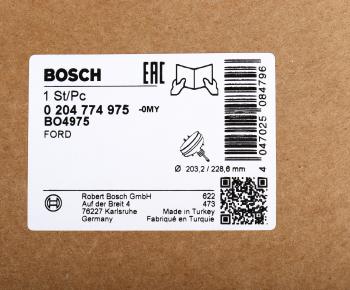 BOSCH
EAC
1 St/Pc
0 204 774 975 -0MY
BO4975
FORD
4 047025 084796
Ø 203,2 / 228,6 mm
Robert Bosch GmbH
Auf der Breit 4
76227 Karlsruhe
Germany
622
473
Made in Turkey
Fabriqué en Turquie